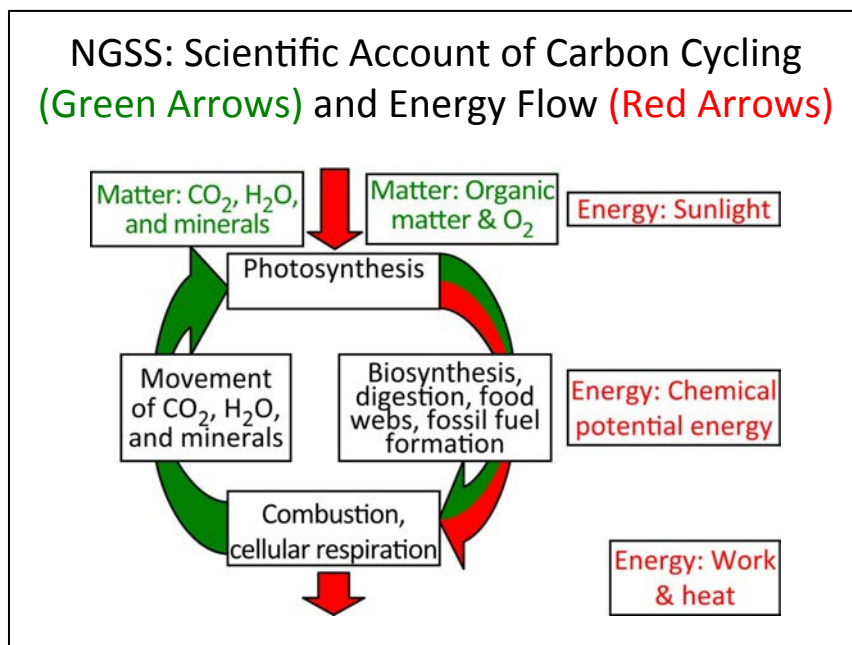 NGSS: Scientific Account of Carbon Cycling
(Green Arrows) and Energy Flow (Red Arrows)
Matter: CO₂, H₂O,
and minerals
Matter: Organic
matter & O₂
Energy: Sunlight
Photosynthesis
Movement
of CO₂, H₂O,
and minerals
Biosynthesis,
digestion, food
webs, fossil fuel
formation
Energy: Chemical
potential energy
Combustion,
cellular respiration
Energy: Work
& heat